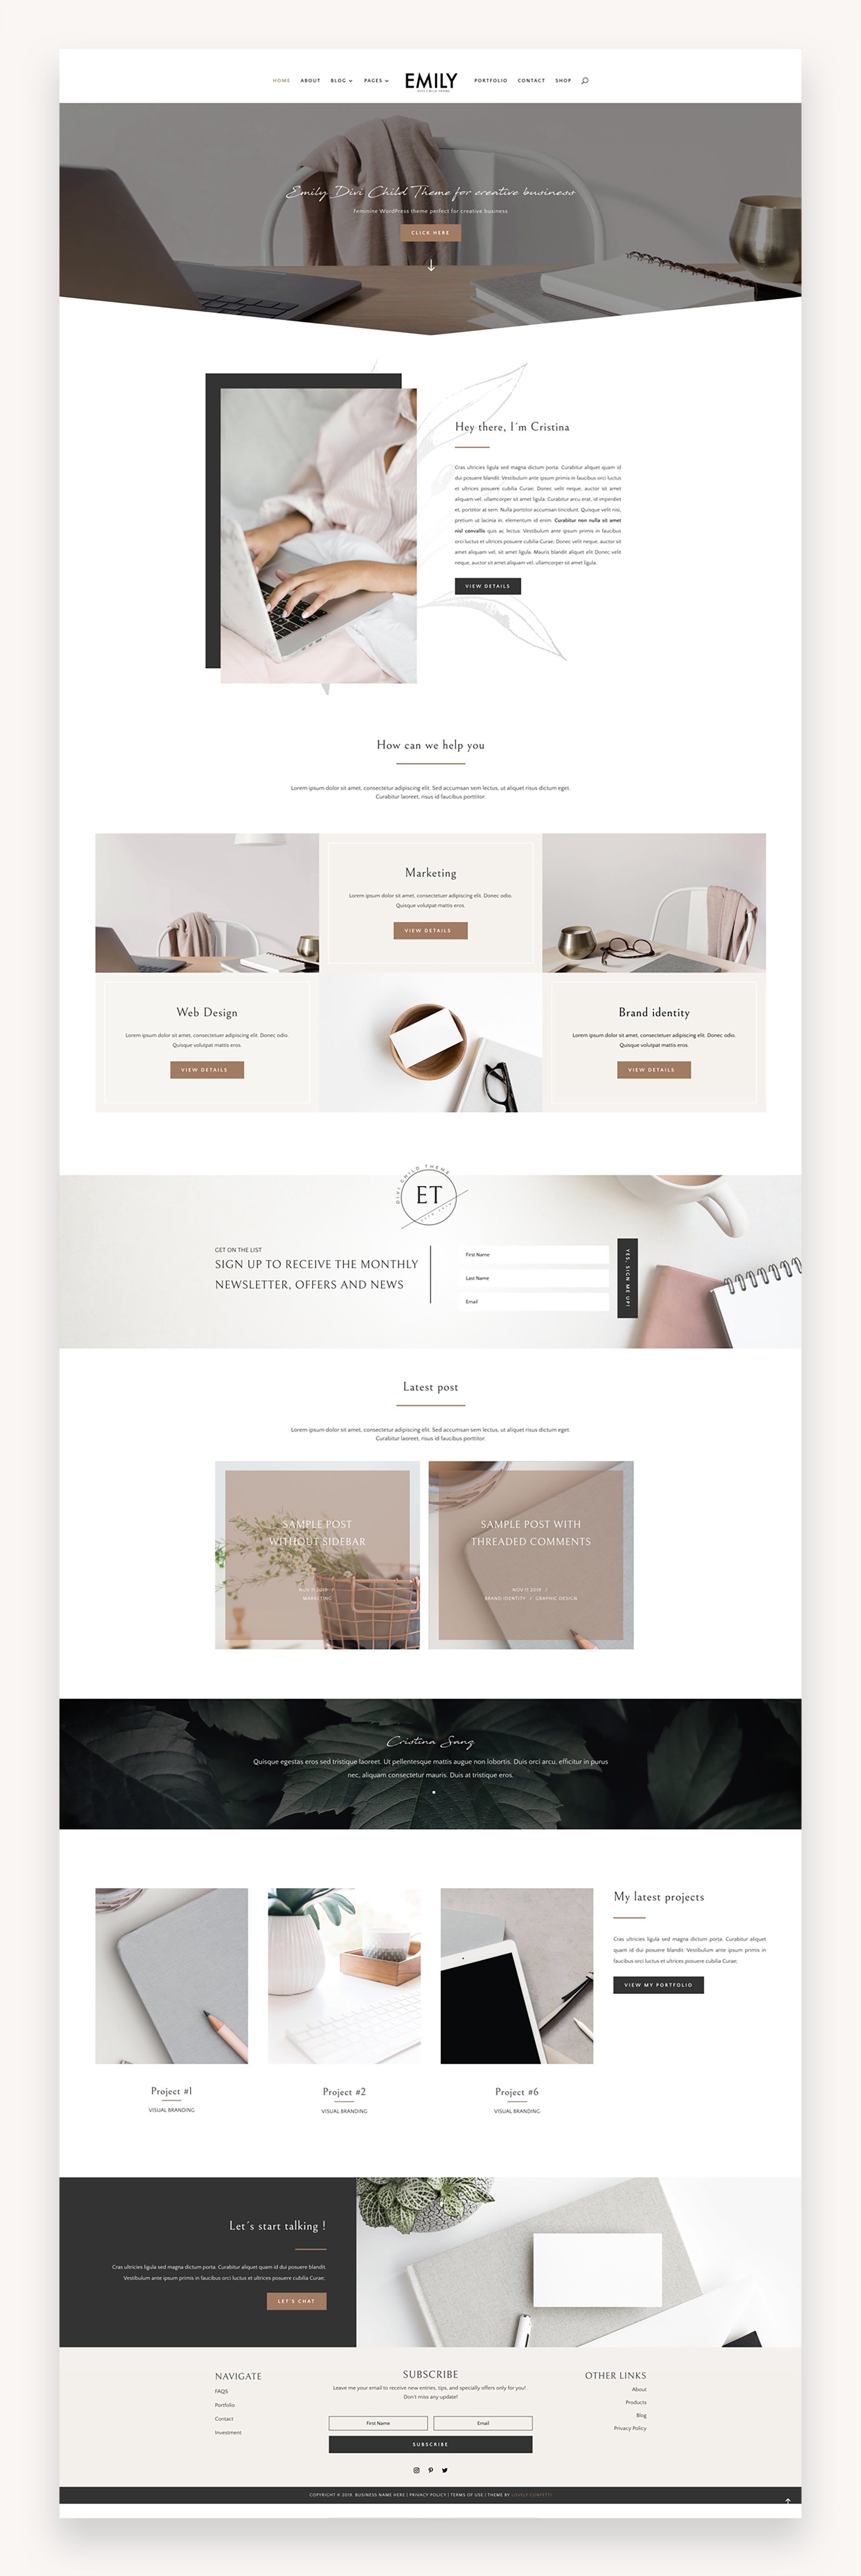 HOME ABOUT BLOG PAGES EMILY PORTFOLIO CONTACT SHOP
DIVI CHILD THEME
Emily Divi Child Theme for creative business
Feminine WordPress theme perfect for creative business
CLICK HERE
Hey there, I´m Cristina
Cras ultricies ligula sed magna dictum porta. Curabitur aliquet quam id
dui posuere blandit. Vestibulum ante ipsum primis in faucibus orci luctus
et ultrices posuere cubilia Curae; Donec velit neque, auctor sit amet
aliquam vel, ullamcorper sit amet ligula. Curabitur arcu erat, id imperdiet
et, porttitor at sem. Nulla porttitor accumsan tincidunt. Quisque velit nisi,
pretium ut lacinia in, elementum id enim. Curabitur non nulla sit amet
nisl convallis quis ac lectus. Vestibulum ante ipsum primis in faucibus
orci luctus et ultrices posuere cubilia Curae; Donec velit neque, auctor sit
amet aliquam vel, sit amet ligula. Mauris blandit aliquet elit Donec velit
neque, auctor sit amet aliquam vel, ullamcorper sit amet ligula.
VIEW DETAILS
How can we help you
Lorem ipsum dolor sit amet, consectetur adipiscing elit. Sed accumsan sem lectus, ut aliquet risus dictum eget.
Curabitur laoreet, risus id faucibus porttitor.
Marketing
Lorem ipsum dolor sit amet, consectetuer adipiscing elit. Donec odio.
Quisque volutpat mattis eros.
VIEW DETAILS
Web Design
Lorem ipsum dolor sit amet, consectetuer adipiscing elit. Donec odio.
Quisque volutpat mattis eros.
VIEW DETAILS
Brand identity
Lorem ipsum dolor sit amet, consectetuer adipiscing elit. Donec odio.
Quisque volutpat mattis eros.
VIEW DETAILS
DIVI CHILD THEME
ET
GET ON THE LIST
SIGN UP TO RECEIVE THE MONTHLY
NEWSLETTER, OFFERS AND NEWS
First Name
Last Name
Email
YES, SIGN ME UP!
Latest post
Lorem ipsum dolor sit amet, consectetur adipiscing elit. Sed accumsan sem lectus, ut aliquet risus dictum eget.
Curabitur laoreet, risus id faucibus porttitor.
SAMPLE POST
WITHOUT SIDEBAR
NOV 11 2019 /
MARKETING
SAMPLE POST WITH
THREADED COMMENTS
NOV 11 2019 /
BRAND IDENTITY / GRAPHIC DESIGN
Cristina Sanz
Quisque egestas eros sed tristique laoreet. Ut pellentesque mattis augue non lobortis. Duis orci arcu, efficitur in purus
nec, aliquam consectetur mauris. Duis at tristique eros.
My latest projects
Cras ultricies ligula sed magna dictum porta. Curabitur aliquet
quam id dui posuere blandit. Vestibulum ante ipsum primis in
faucibus orci luctus et ultrices posuere cubilia Curae;
VIEW MY PORTFOLIO
Project #1
VISUAL BRANDING
Project #2
VISUAL BRANDING
Project #6
VISUAL BRANDING
Let´s start talking !
Cras ultricies ligula sed magna dictum porta. Curabitur aliquet quam id dui posuere blandit.
Vestibulum ante ipsum primis in faucibus orci luctus et ultrices posuere cubilia Curae;
LET'S CHAT
NAVIGATE
FAQS
Portfolio
Contact
Investment
SUBSCRIBE
Leave me your email to receive new entries, tips, and specially offers only for you!
Don't miss any update!
First Name
Email
SUBSCRIBE
OTHER LINKS
About
Products
Blog
Privacy Policy
COPYRIGHT © 2019. BUSINESS NAME HERE | PRIVACY POLICY | TERMS OF USE | THEME BY LOVELY CONFETTI